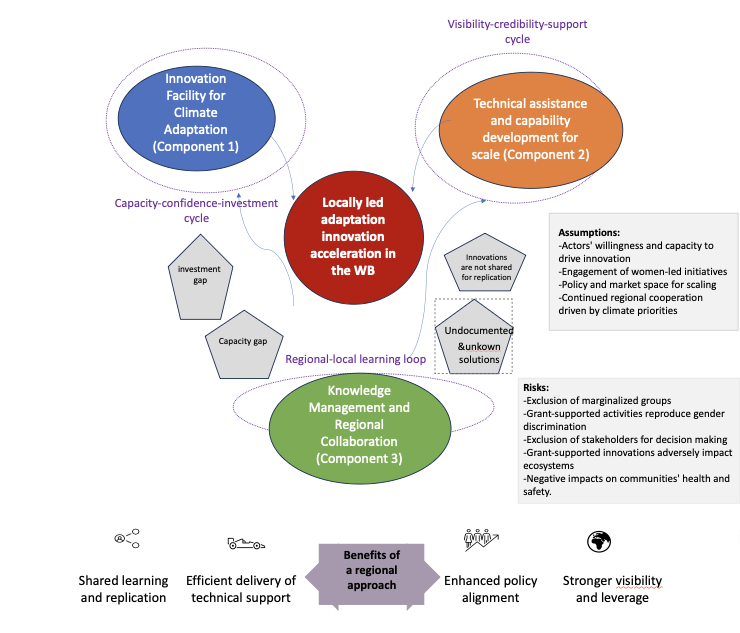 Visibility-credibility-support
cycle
Innovation
Facility for
Climate
Adaptation
(Component 1)
Technical assistance
and capability
development for
scale (Component 2)
Capacity-confidence-investment
cycle
Locally led
adaptation
innovation
acceleration in
the WB
investment
gap
Capacity gap
Innovations
are not shared
for replication
Undocumented
&unkown
solutions
Assumptions:
-Actors' willingness and capacity to
drive innovation
-Engagement of women-led initiatives
-Policy and market space for scaling
-Continued regional cooperation
driven by climate priorities
Regional-local learning loop
Knowledge
Management and
Regional
Collaboration
(Component 3)
Risks:
-Exclusion of marginalized groups
-Grant-supported activities reproduce gender
discrimination
-Exclusion of stakeholders for decision making
-Grant-supported innovations adversely impact
ecosystems
-Negative impacts on communities' health and
safety.
Shared learning
and replication
Efficient delivery of
technical support
Benefits of
a regional
approach
Enhanced policy
alignment
Stronger visibility
and leverage